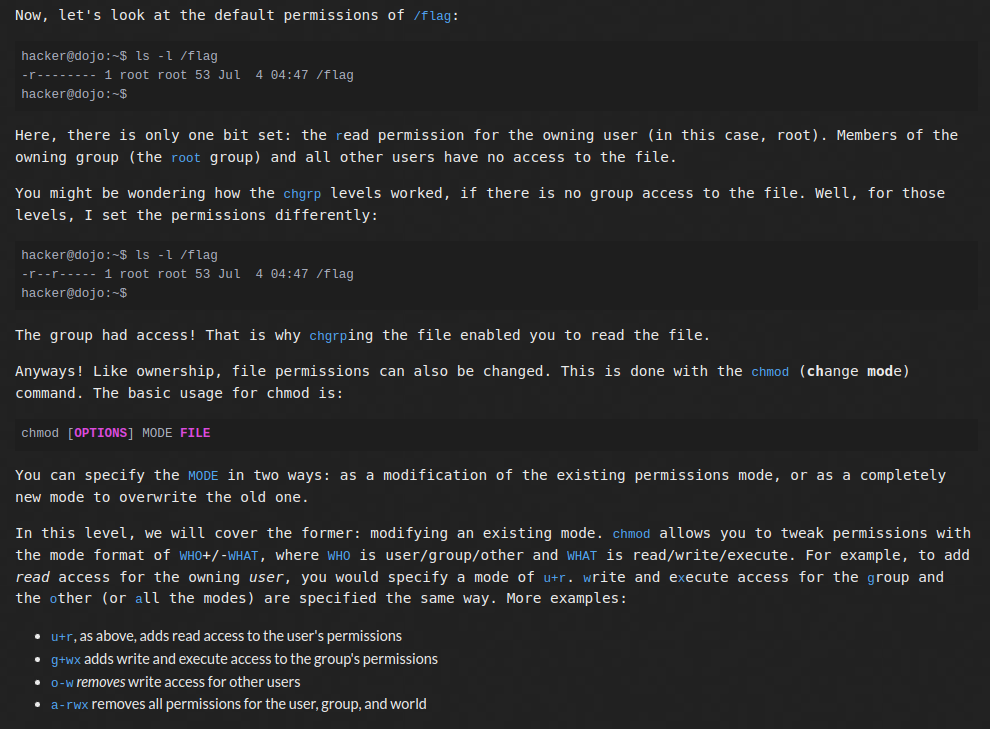 Now, let's look at the default permissions of /flag:
hacker@dojo:~$ ls -l /flag
-r-------- 1 root root 53 Jul  4 04:47 /flag
hacker@dojo:~$
Here, there is only one bit set: the read permission for the owning user (in this case, root). Members of the
owning group (the root group) and all other users have no access to the file.
You might be wondering how the chgrp levels worked, if there is no group access to the file. Well, for those
levels, I set the permissions differently:
hacker@dojo:~$ ls -l /flag
-r--r----- 1 root root 53 Jul  4 04:47 /flag
hacker@dojo:~$
The group had access! That is why chgrping the file enabled you to read the file.
Anyways! Like ownership, file permissions can also be changed. This is done with the chmod (change mode)
command. The basic usage for chmod is:
chmod [OPTIONS] MODE FILE
You can specify the MODE in two ways: as a modification of the existing permissions mode, or as a completely
new mode to overwrite the old one.
In this level, we will cover the former: modifying an existing mode. chmod allows you to tweak permissions with
the mode format of WHO+/-WHAT, where WHO is user/group/other and WHAT is read/write/execute. For example, to add
read access for the owning user, you would specify a mode of u+r. write and execute access for the group and
the other (or all the modes) are specified the same way. More examples:
• u+r, as above, adds read access to the user's permissions
• g+wx adds write and execute access to the group's permissions
• o-w removes write access for other users
• a-rwx removes all permissions for the user, group, and world